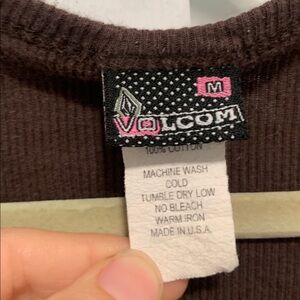 M
VOLCOM
100% COTTON
MACHINE WASH
COLD
TUMBLE DRY LOW
NO BLEACH
WARM IRON
MADE IN U.S.A.